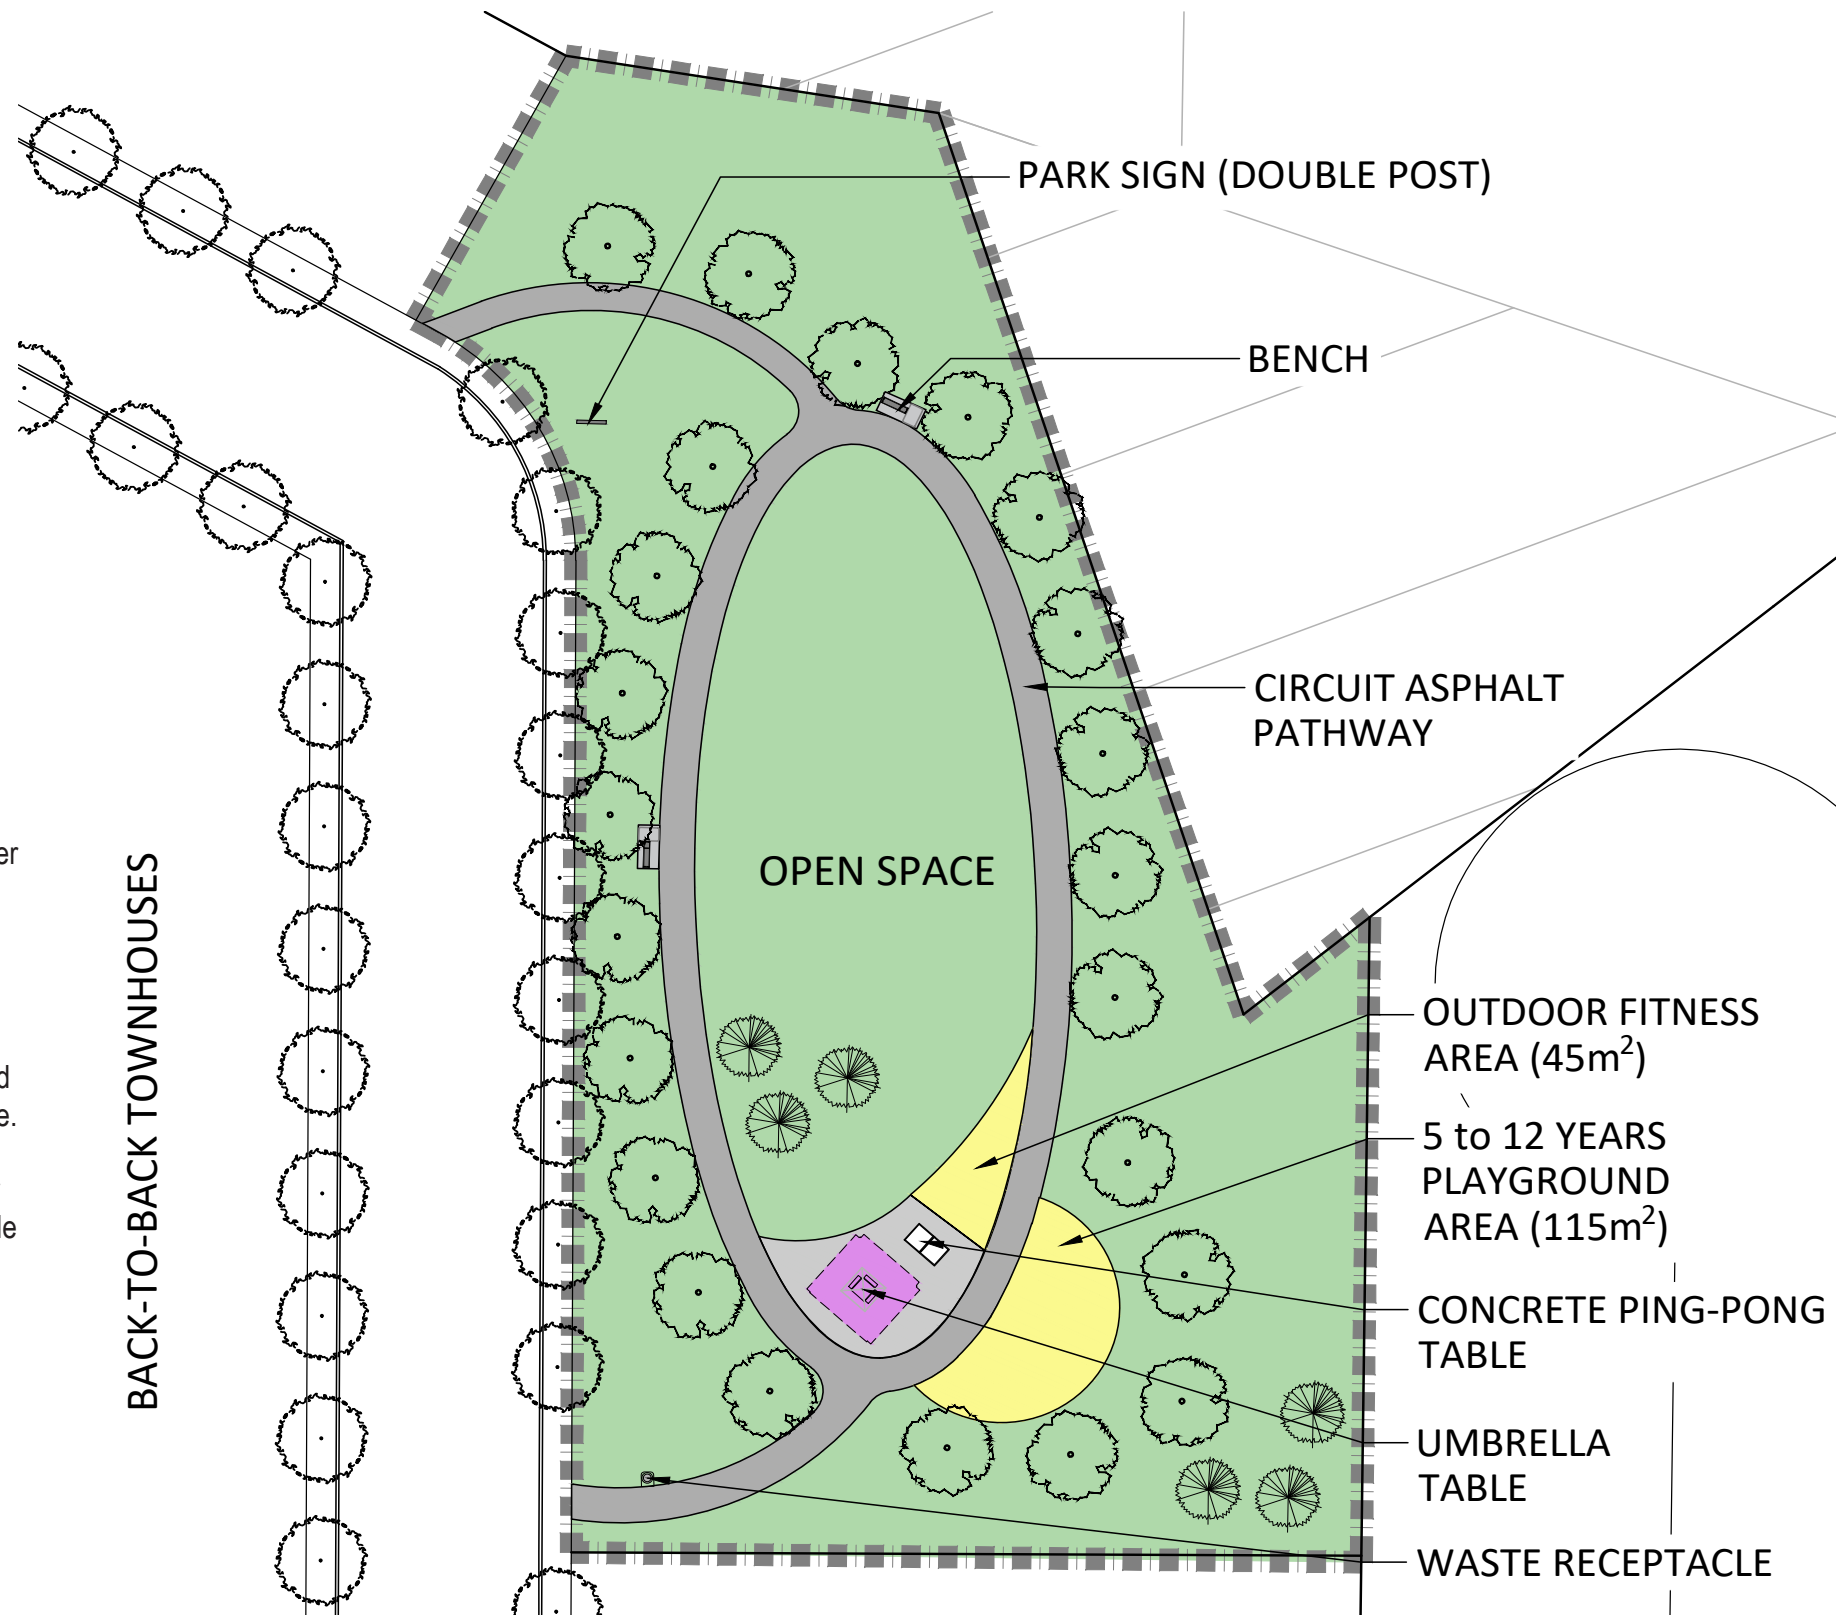 PARK SIGN (DOUBLE POST)
BENCH
CIRCUIT ASPHALT
PATHWAY
OPEN SPACE
OUTDOOR FITNESS
AREA (45m²)
5 to 12 YEARS
PLAYGROUND
AREA (115m²)
CONCRETE PING-PONG
TABLE
UMBRELLA
TABLE
WASTE RECEPTACLE
BACK-TO-BACK TOWNHOUSES